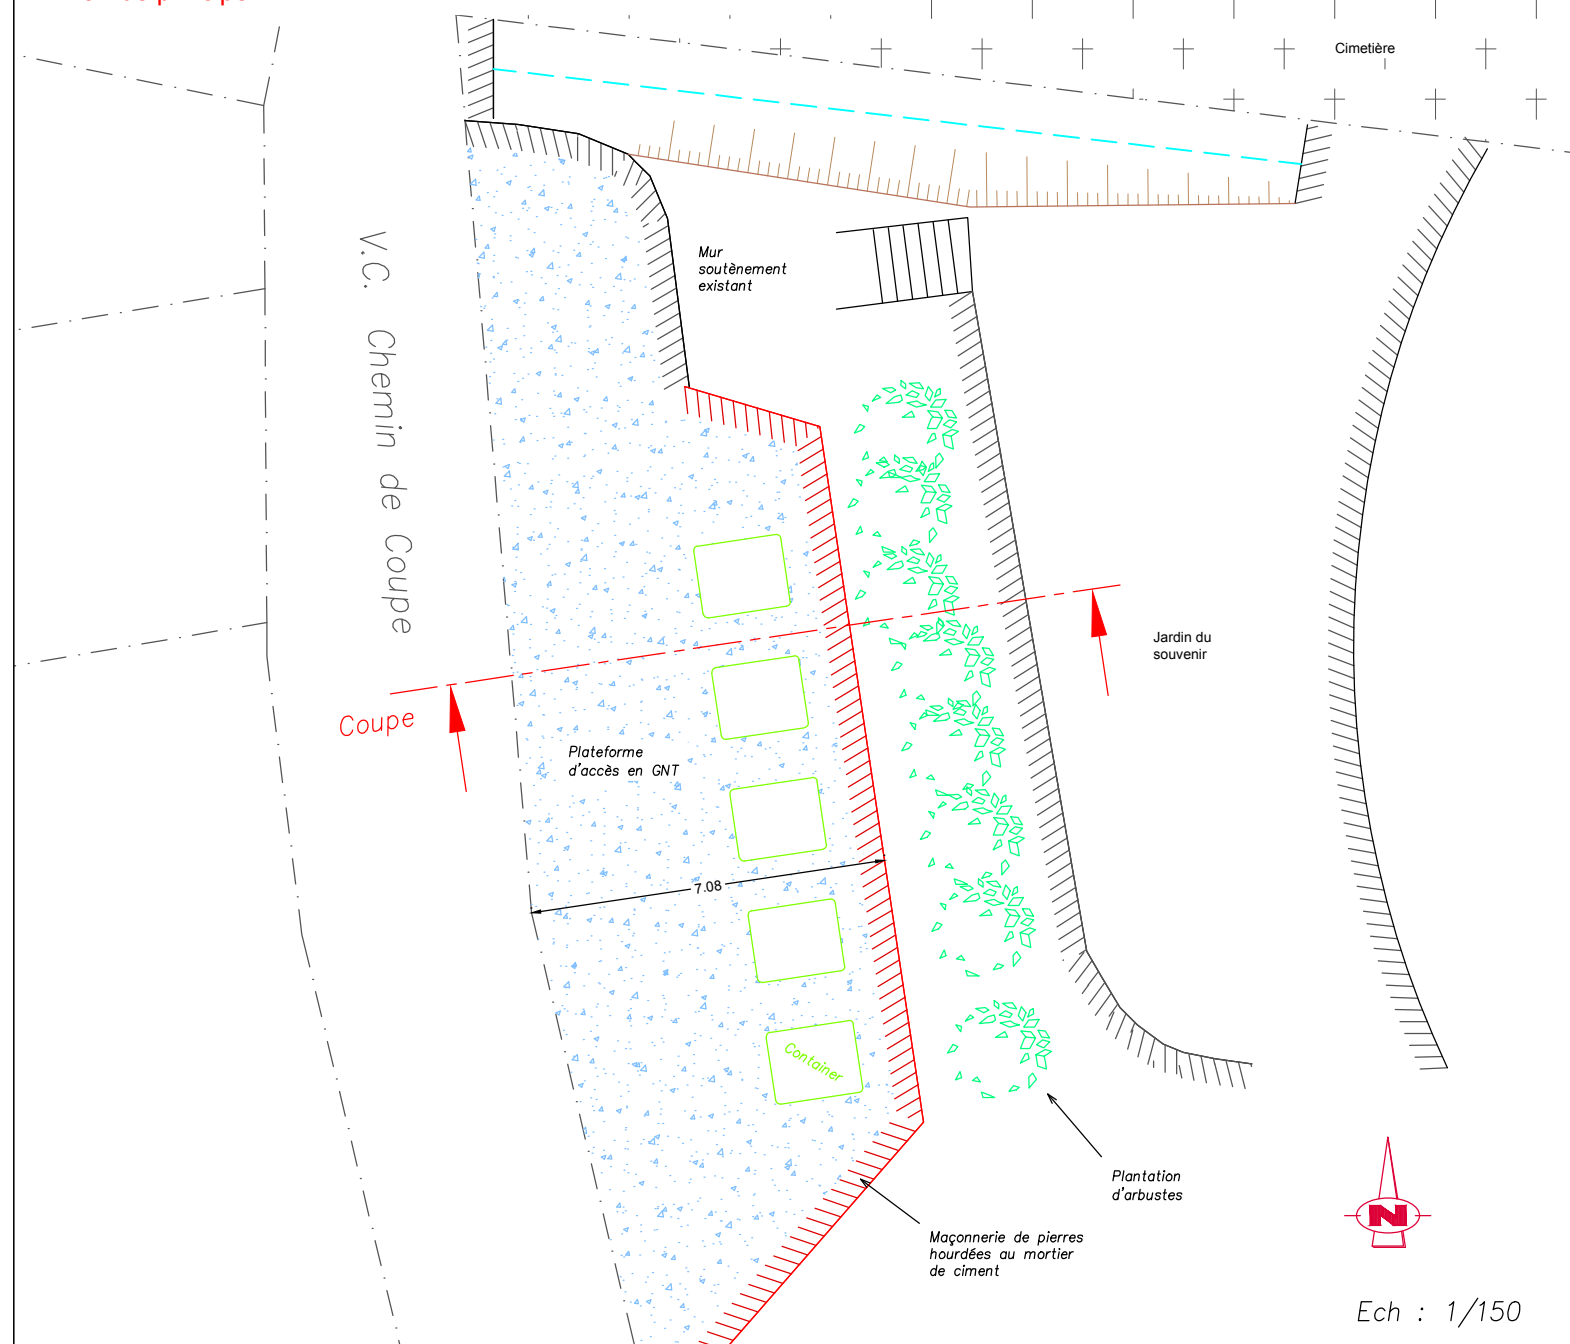 Cimetière
V.C. Chemin de Coupe
Mur
soutènement
existant
Jardin du
souvenir
Coupe
Plateforme
d'accès en GNT
7.08
Container
Plantation
d'arbustes
Maçonnerie de pierres
hourdées au mortier
de ciment
N
Ech : 1/150